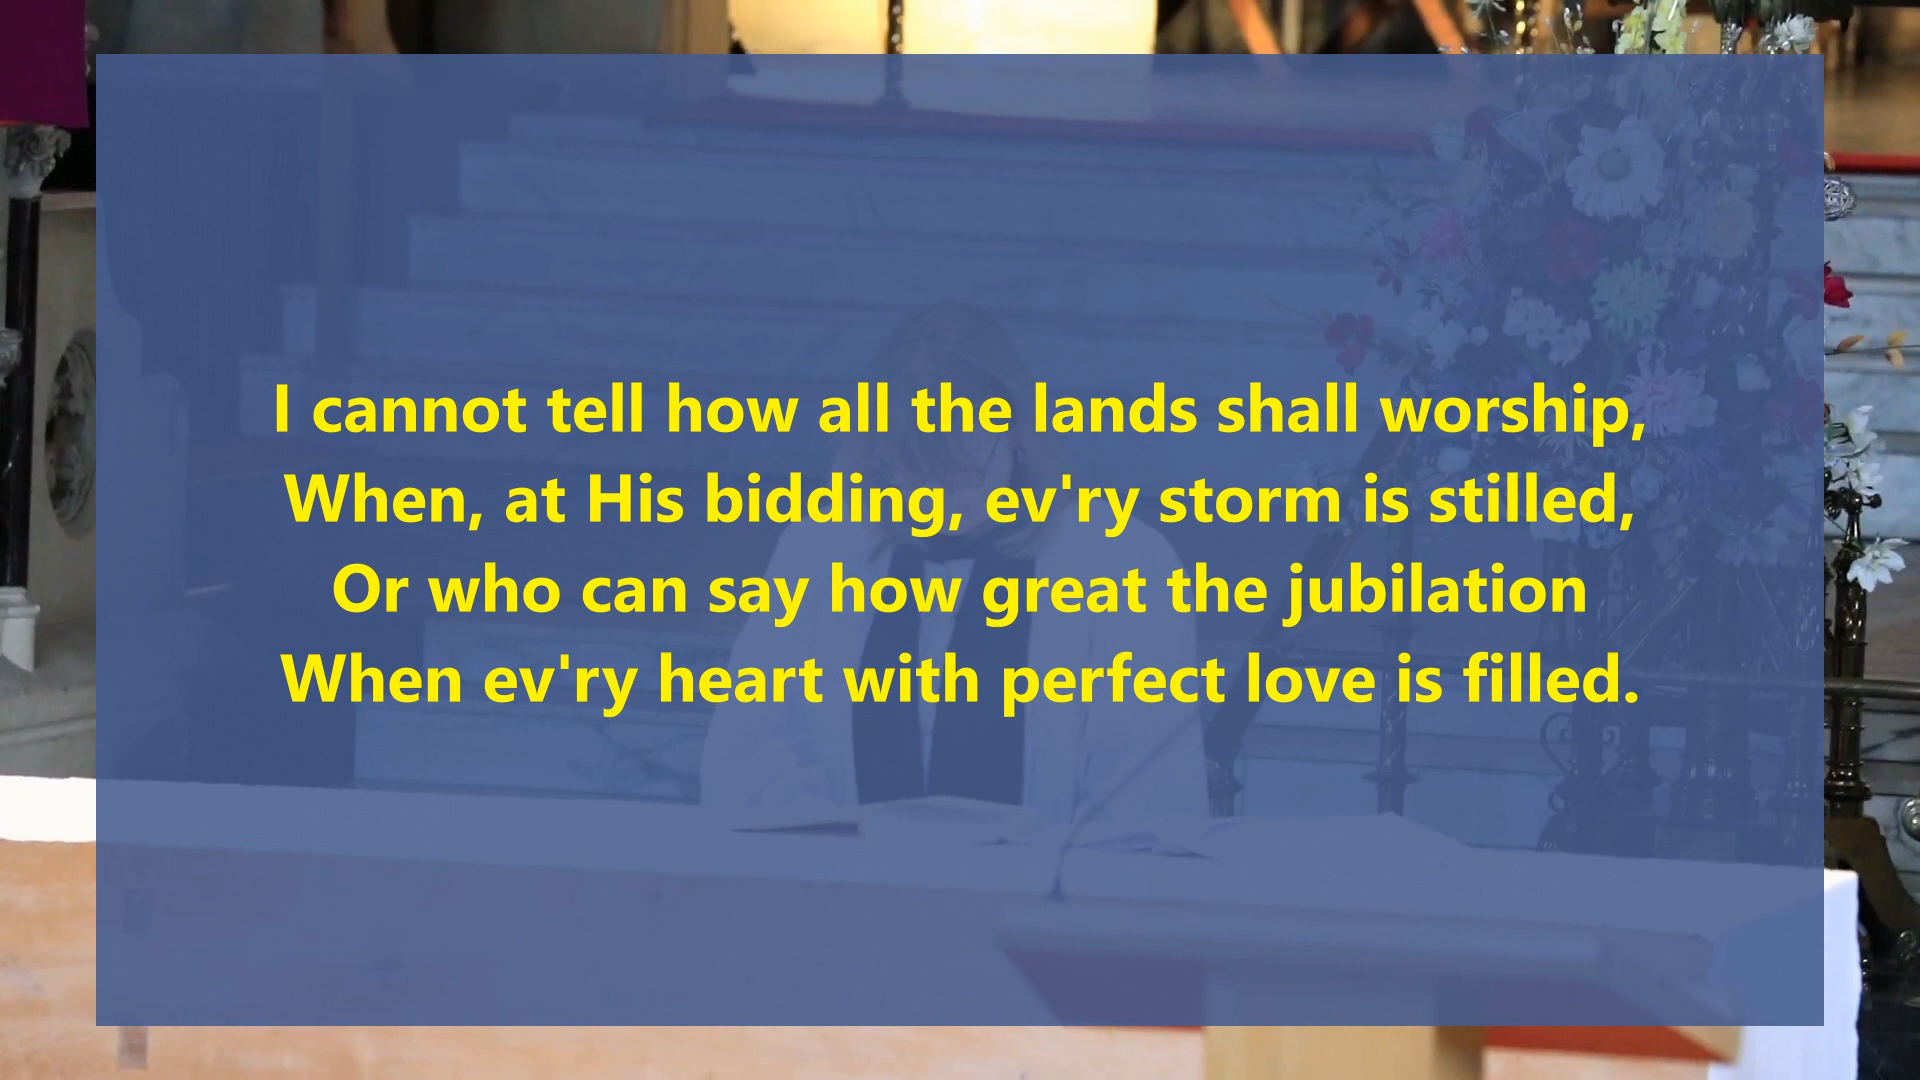 I cannot tell how all the lands shall worship,
When, at His bidding, ev'ry storm is stilled,
Or who can say how great the jubilation
When ev'ry heart with perfect love is filled.